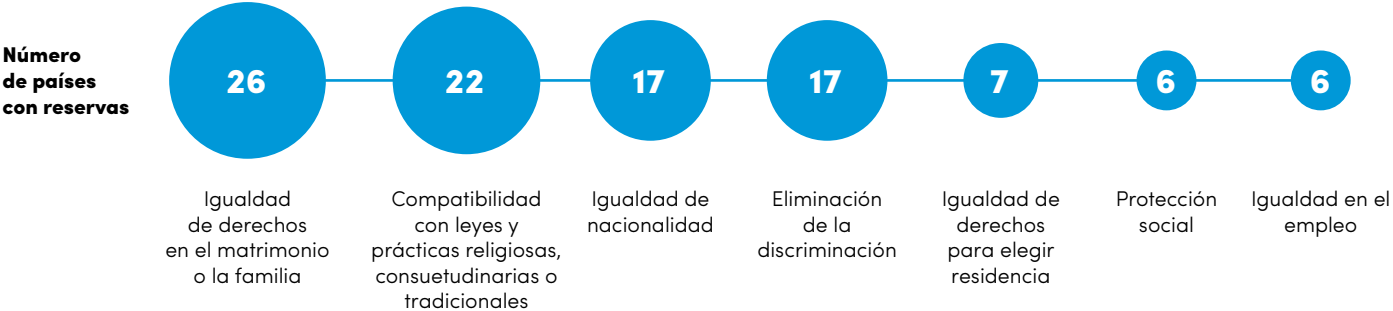 Número
de países
con reservas
26
22
17
17
7
6
6
Igualdad
de derechos
en el matrimonio
o la familia
Compatibilidad
con leyes y
prácticas religiosas,
consuetudinarias o
tradicionales
Igualdad de
nacionalidad
Eliminación
de la
discriminación
Igualdad de
derechos
para elegir
residencia
Protección
social
Igualdad en el
empleo